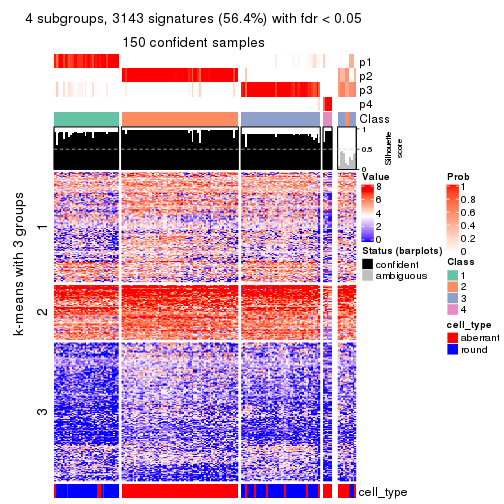 4 subgroups, 3143 signatures (56.4%) with fdr < 0.05
150 confident samples
p1
p2
p3
p4
Class
1
0.5
0
Silhouette
score
k-means with 3 groups
1
2
3
cell_type
Value
8
6
4
2
0
Status (barplots)
confident
ambiguous
Prob
1
0.8
0.6
0.4
0.2
0
Class
1
2
3
4
cell_type
aberrant
round